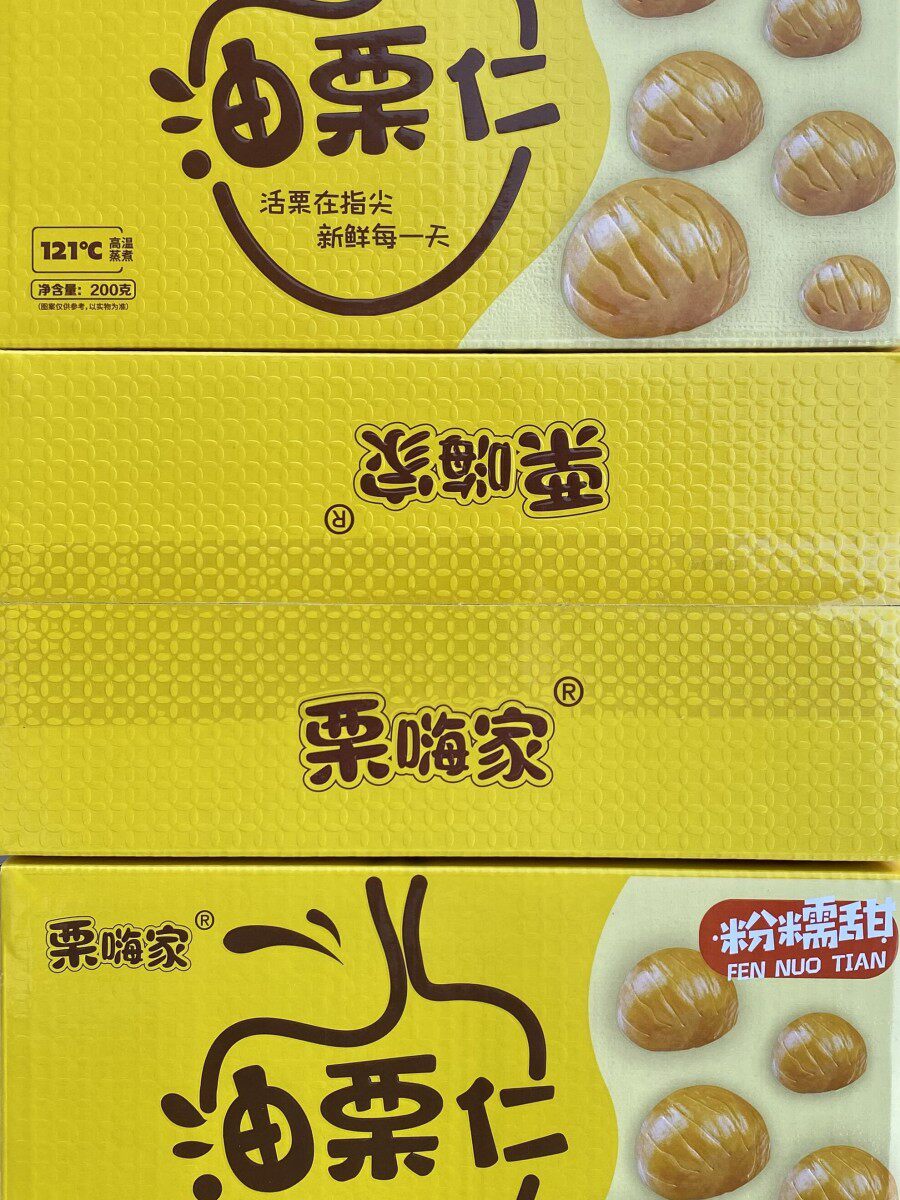 油栗仁
活栗在指尖
新鲜每一天
121℃ 高温
蒸煮
净含量：200克
(图案仅供参考,以实物为准)
栗嗨家®
栗嗨家®
栗嗨家®
·粉糯甜
FEN NUO TIAN
油栗仁